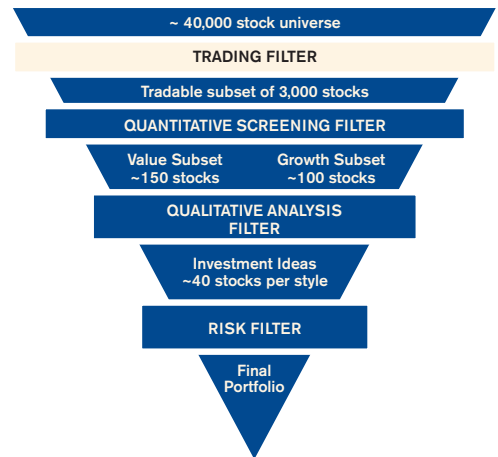 ~ 40,000 stock universe
TRADING FILTER
Tradable subset of 3,000 stocks
QUANTITATIVE SCREENING FILTER
Value Subset
~150 stocks
Growth Subset
~100 stocks
QUALITATIVE ANALYSIS
FILTER
Investment Ideas
~40 stocks per style
RISK FILTER
Final
Portfolio